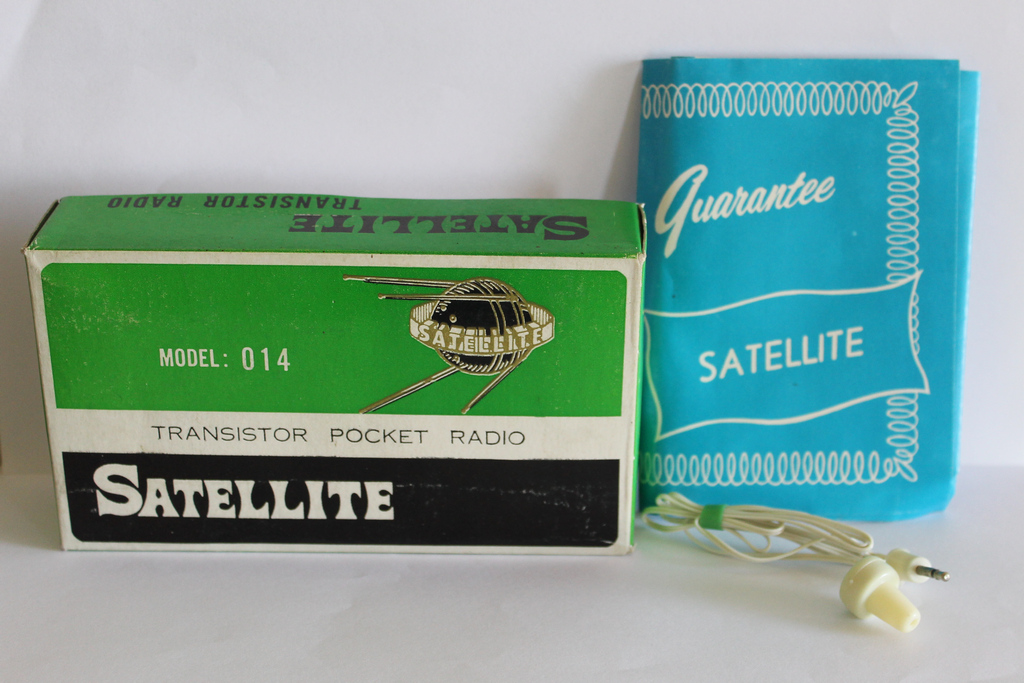 SATELLITE
TRANSISTOR RADIO
SATELLITE
MODEL: 014
TRANSISTOR POCKET RADIO
SATELLITE
Guarantee
SATELLITE